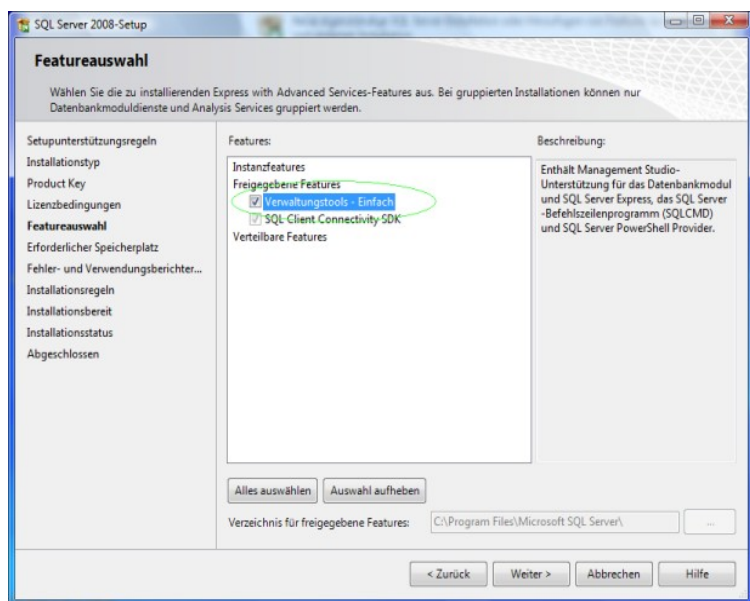 SQL Server 2008-Setup
Featureauswahl
Wählen Sie die zu installierenden Express with Advanced Services-Features aus. Bei gruppierten Installationen können nur
Datenbankmoduldienste und Analysis Services gruppiert werden.
Setupunterstützungsregeln
Installationstyp
Product Key
Lizenzbedingungen
Featureauswahl
Erforderlicher Speicherplatz
Fehler- und Verwendungsberichter...
Installationsregeln
Installationsbereit
Installationsstatus
Abgeschlossen
Features:
Instanzfeatures
Freigegebene Features
Verwaltungstools - Einfach
SQL Client Connectivity SDK
Verteilbare Features
Beschreibung:
Enthält Management Studio-
Unterstützung für das Datenbankmodul
und SQL Server Express, das SQL Server
-Befehlszeilenprogramm (SQLCMD)
und SQL Server PowerShell Provider.
Alles auswählen
Auswahl aufheben
Verzeichnis für freigegebene Features:
C:\Program Files\Microsoft SQL Server\
...
< Zurück
Weiter >
Abbrechen
Hilfe